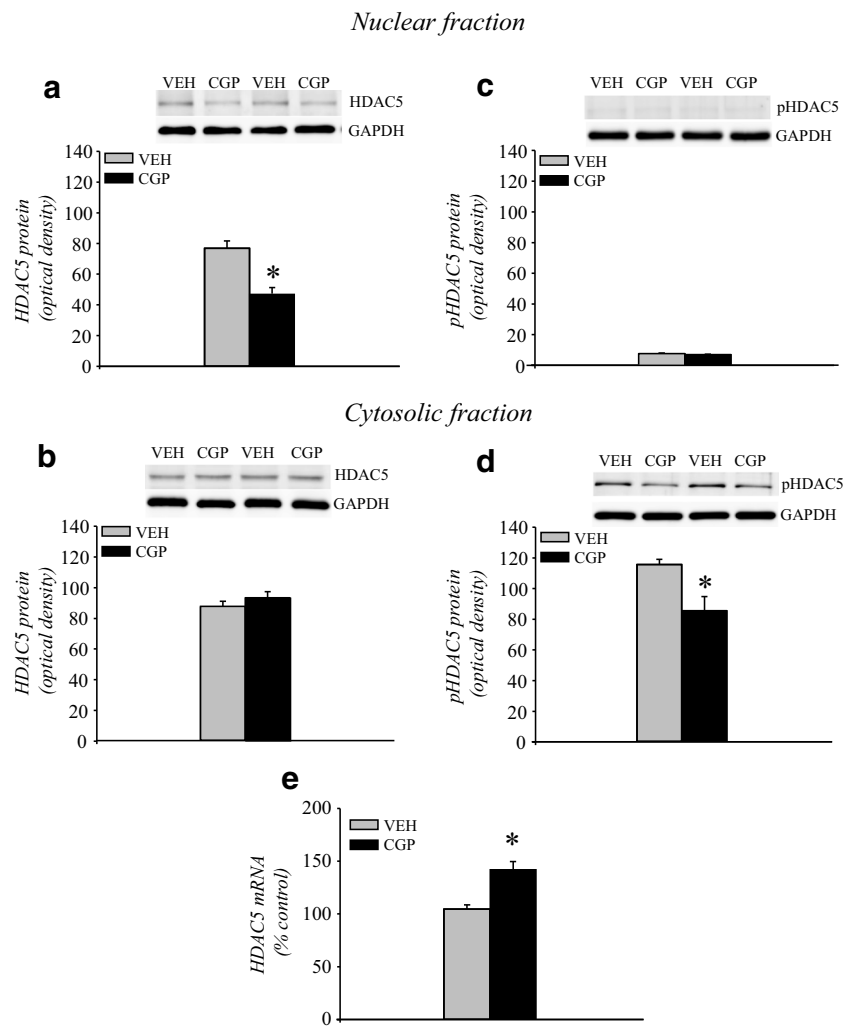 Nuclear fraction
a
VEH CGP VEH CGP
HDAC5
GAPDH
VEH
CGP
HDAC5 protein
(optical density)
140
120
100
80
60
40
20
0
*
c
VEH CGP VEH CGP
pHDAC5
GAPDH
VEH
CGP
pHDAC5 protein
(optical density)
140
120
100
80
60
40
20
0
Cytosolic fraction
b
VEH CGP VEH CGP
HDAC5
GAPDH
VEH
CGP
HDAC5 protein
(optical density)
140
120
100
80
60
40
20
0
d
VEH CGP VEH CGP
pHDAC5
GAPDH
VEH
CGP
pHDAC5 protein
(optical density)
140
120
100
80
60
40
20
0
*
e
VEH
CGP
HDAC5 mRNA
(% control)
200
150
100
50
0
*